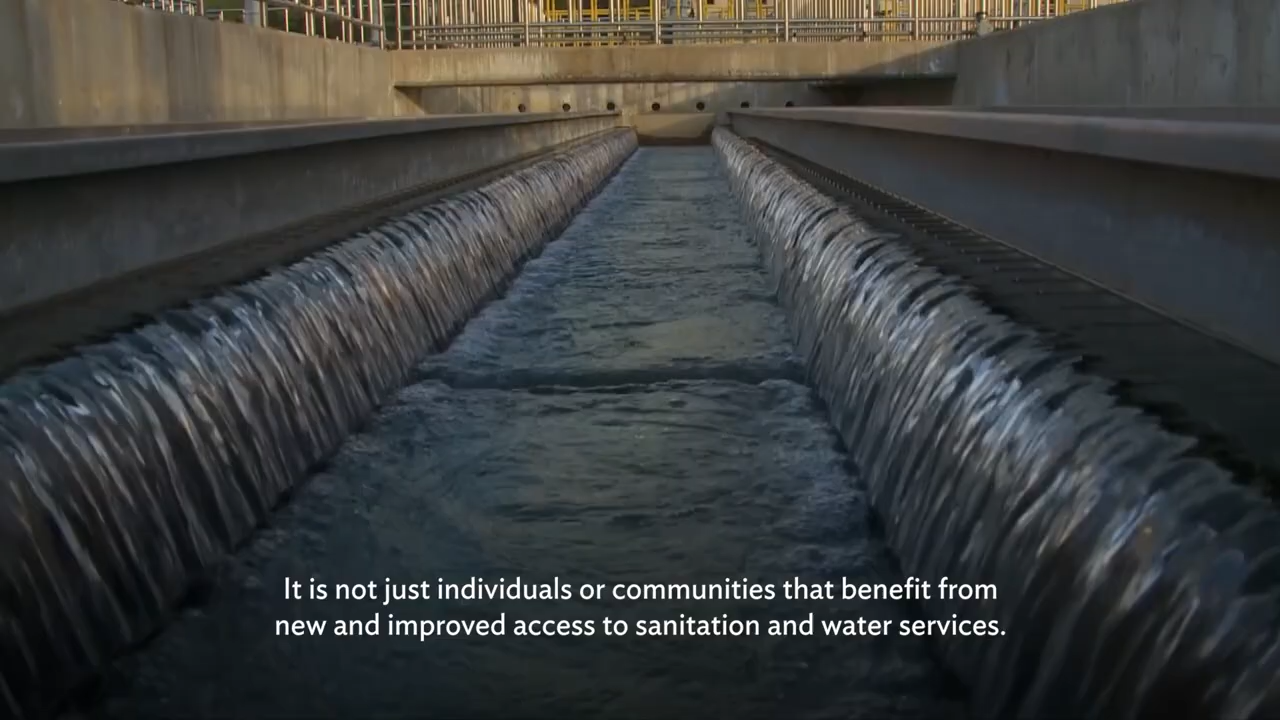 It is not just individuals or communities that benefit from
new and improved access to sanitation and water services.